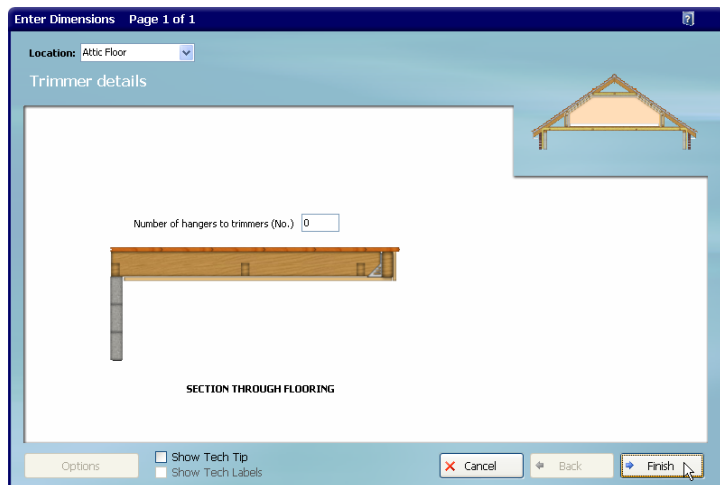 Enter Dimensions Page 1 of 1
Location: Attic Floor
Trimmer details
Number of hangers to trimmers (No.) 0
SECTION THROUGH FLOORING
Options
Show Tech Tip
Show Tech Labels
Cancel
Back
Finish